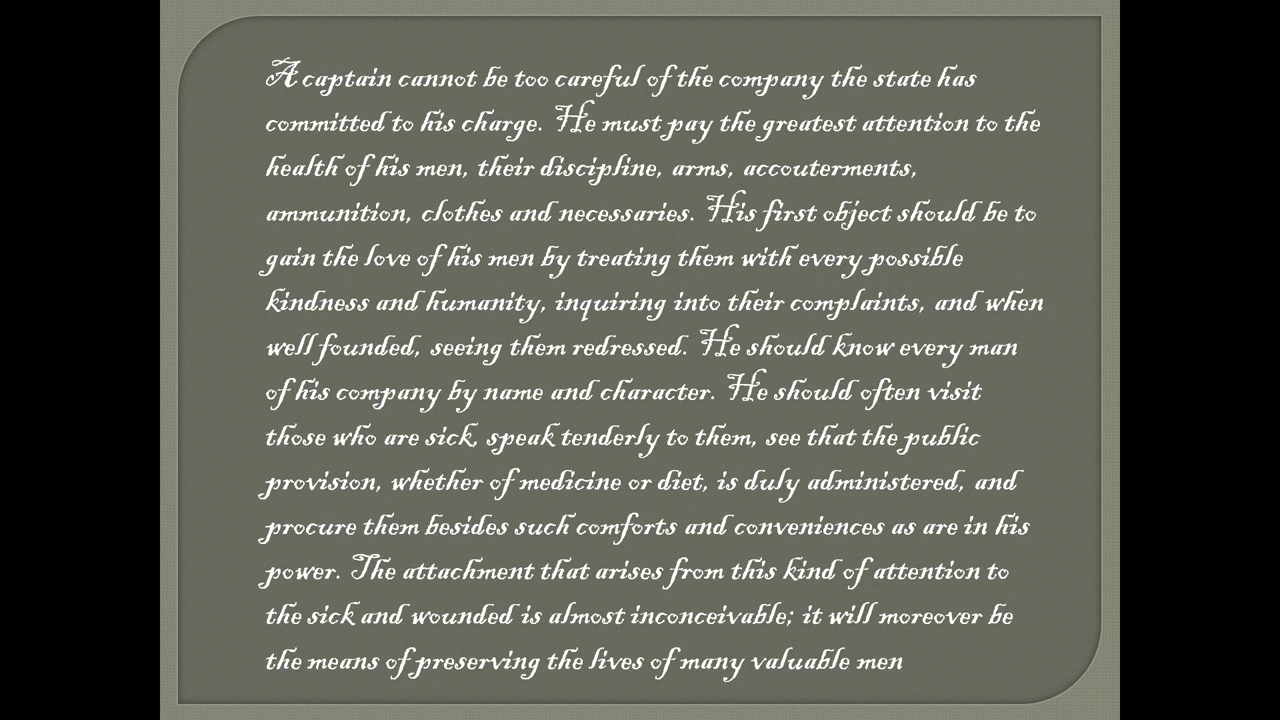 A captain cannot be too careful of the company the state has
committed to his charge. He must pay the greatest attention to the
health of his men, their discipline, arms, accouterments,
ammunition, clothes and necessaries. His first object should be to
gain the love of his men by treating them with every possible
kindness and humanity, inquiring into their complaints, and when
well founded, seeing them redressed. He should know every man
of his company by name and character. He should often visit
those who are sick, speak tenderly to them, see that the public
provision, whether of medicine or diet, is duly administered, and
procure them besides such comforts and conveniences as are in his
power. The attachment that arises from this kind of attention to
the sick and wounded is almost inconceivable; it will moreover be
the means of preserving the lives of many valuable men